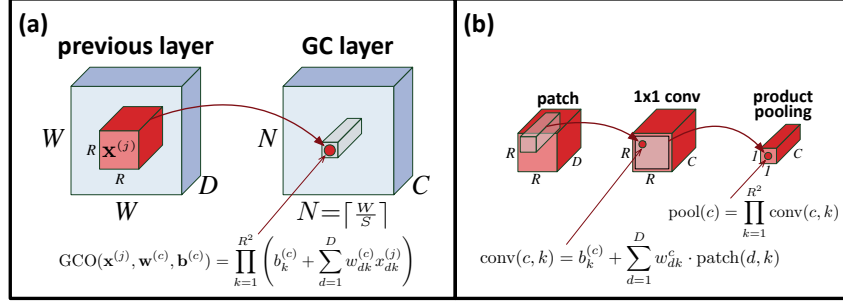 (a)
previous layer
GC layer
W
R
x^{(j)}
R
W
D
N
C
N=⌈W/S⌉
GCO(x^{(j)}, w^{(c)}, b^{(c)}) = ∏_{k=1}^{R^2} ( b_k^{(c)} + ∑_{d=1}^{D} w_{dk}^{(c)} x_{dk}^{(j)} )
(b)
patch
1x1 conv
product
pooling
R
R
D
R
R
C
1
1
C
pool(c) = ∏_{k=1}^{R^2} conv(c, k)
conv(c, k) = b_k^{(c)} + ∑_{d=1}^{D} w_{dk}^{c} · patch(d, k)